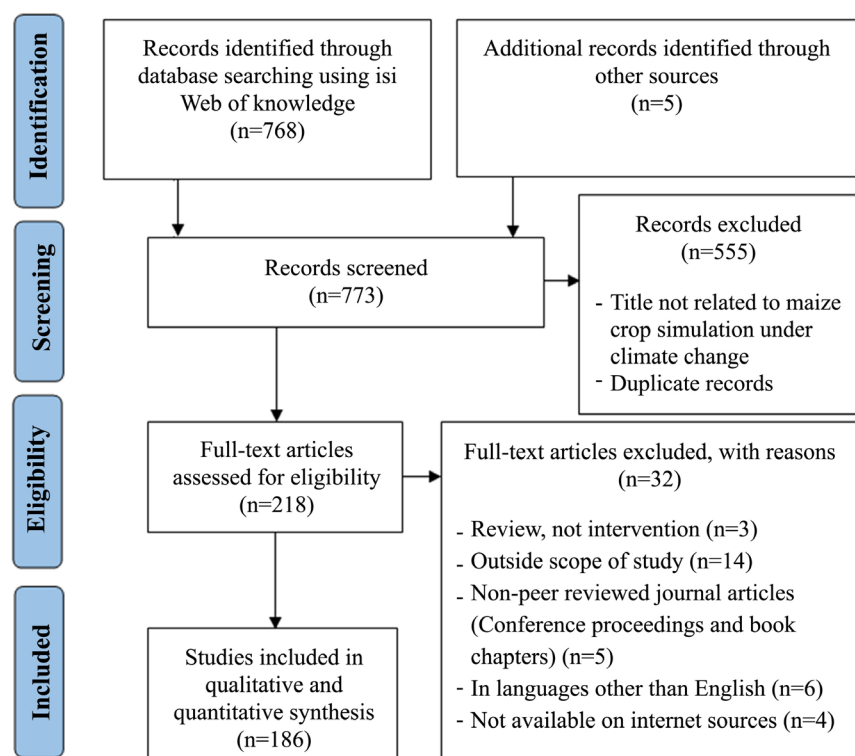 Identification
Records identified through
database searching using isi
Web of knowledge
(n=768)
Additional records identified through
other sources
(n=5)
Screening
Records screened
(n=773)
Records excluded
(n=555)
- Title not related to maize
crop simulation under
climate change
- Duplicate records
Eligibility
Full-text articles
assessed for eligibility
(n=218)
Full-text articles excluded, with reasons
(n=32)
- Review, not intervention (n=3)
- Outside scope of study (n=14)
- Non-peer reviewed journal articles
(Conference proceedings and book
chapters) (n=5)
- In languages other than English (n=6)
- Not available on internet sources (n=4)
Included
Studies included in
qualitative and
quantitative synthesis
(n=186)